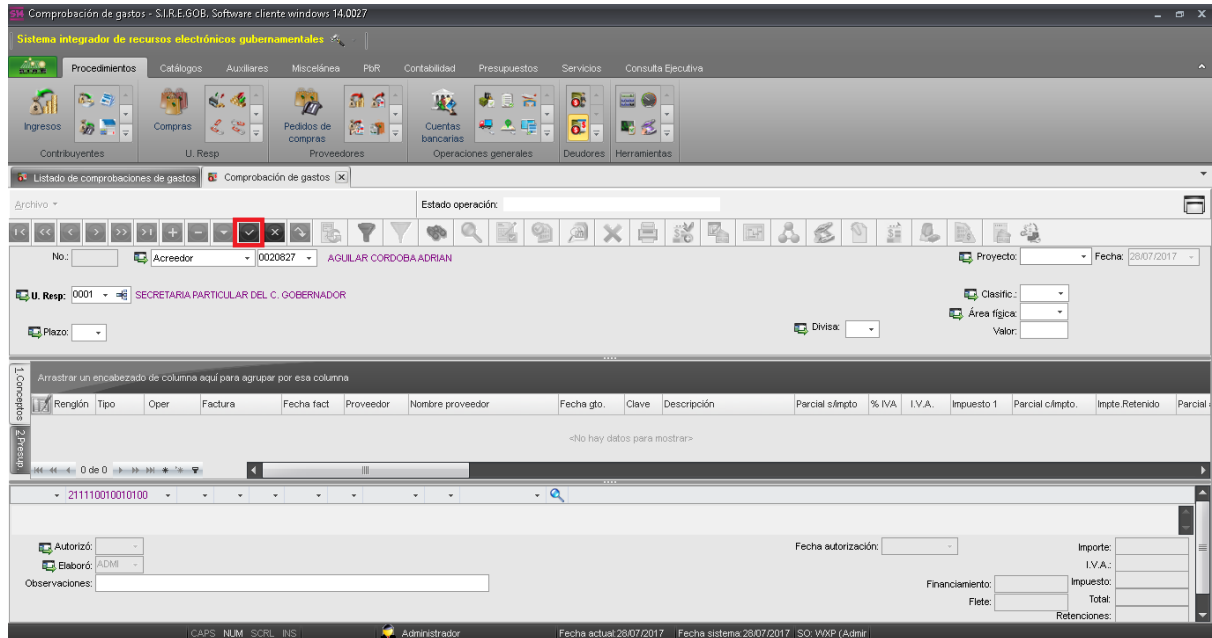 Comprobación de gastos - S.I.R.E.GOB. Software cliente windows 14.0027
Sistema integrador de recursos electrónicos gubernamentales
Procedimientos Catálogos Auxiliares Miscelánea PbR Contabilidad Presupuestos Servicios Consulta Ejecutiva
Ingresos Compras Pedidos de compras Cuentas bancarias
Contribuyentes U. Resp Proveedores Operaciones generales Deudores Herramientas
Listado de comprobaciones de gastos Comprobación de gastos
Archivo Estado operación:
No.: Acreedor 0020827 AGUILAR CORDOBA ADRIAN Proyecto: Fecha: 28/07/2017
U. Resp: 0001 SECRETARIA PARTICULAR DEL C. GOBERNADOR Clasific.:
Área física:
Plazo: Divisa: Valor:
Arrastrar un encabezado de columna aquí para agrupar por esa columna
1.Conceptos
Renglón Tipo Oper Factura Fecha fact Proveedor Nombre proveedor Fecha gto. Clave Descripción Parcial s/impto % IVA I.V.A. Impuesto 1 Parcial c/impto. Impte.Retenido Parcial
2.Presup.
<No hay datos para mostrar>
0 de 0
211110010010100
Autorizó: Fecha autorización: Importe:
Elaboró: ADMI I.V.A.:
Observaciones: Financiamiento: Impuesto:
Flete: Total:
Retenciones:
CAPS NUM SCRL INS Administrador Fecha actual:28/07/2017 Fecha sistema:28/07/2017 SO: WXP (Admir